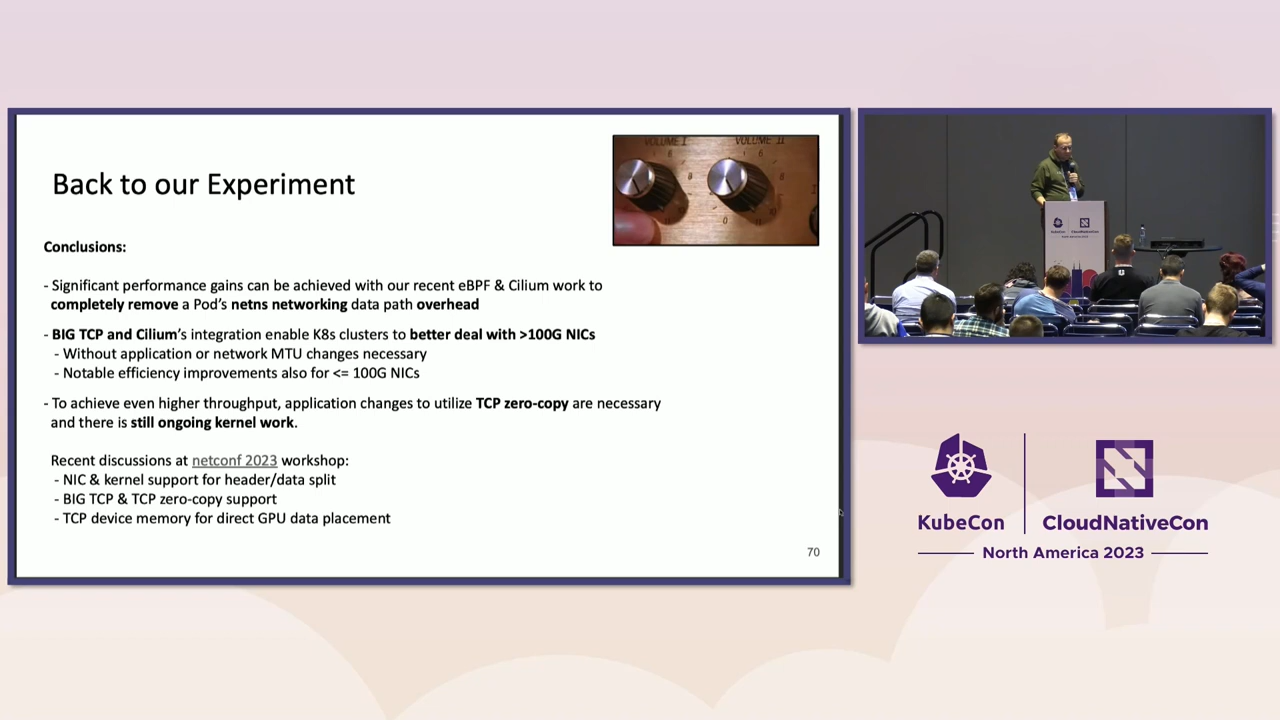 Back to our Experiment
VOLUME I
VOLUME II
Conclusions:
- Significant performance gains can be achieved with our recent eBPF & Cilium work to
completely remove a Pod's netns networking data path overhead
- BIG TCP and Cilium's integration enable K8s clusters to better deal with >100G NICs
- Without application or network MTU changes necessary
- Notable efficiency improvements also for <= 100G NICs
- To achieve even higher throughput, application changes to utilize TCP zero-copy are necessary
and there is still ongoing kernel work.
Recent discussions at netconf 2023 workshop:
- NIC & kernel support for header/data split
- BIG TCP & TCP zero-copy support
- TCP device memory for direct GPU data placement
70
KubeCon
CloudNativeCon
KubeCon
CloudNativeCon
North America 2023